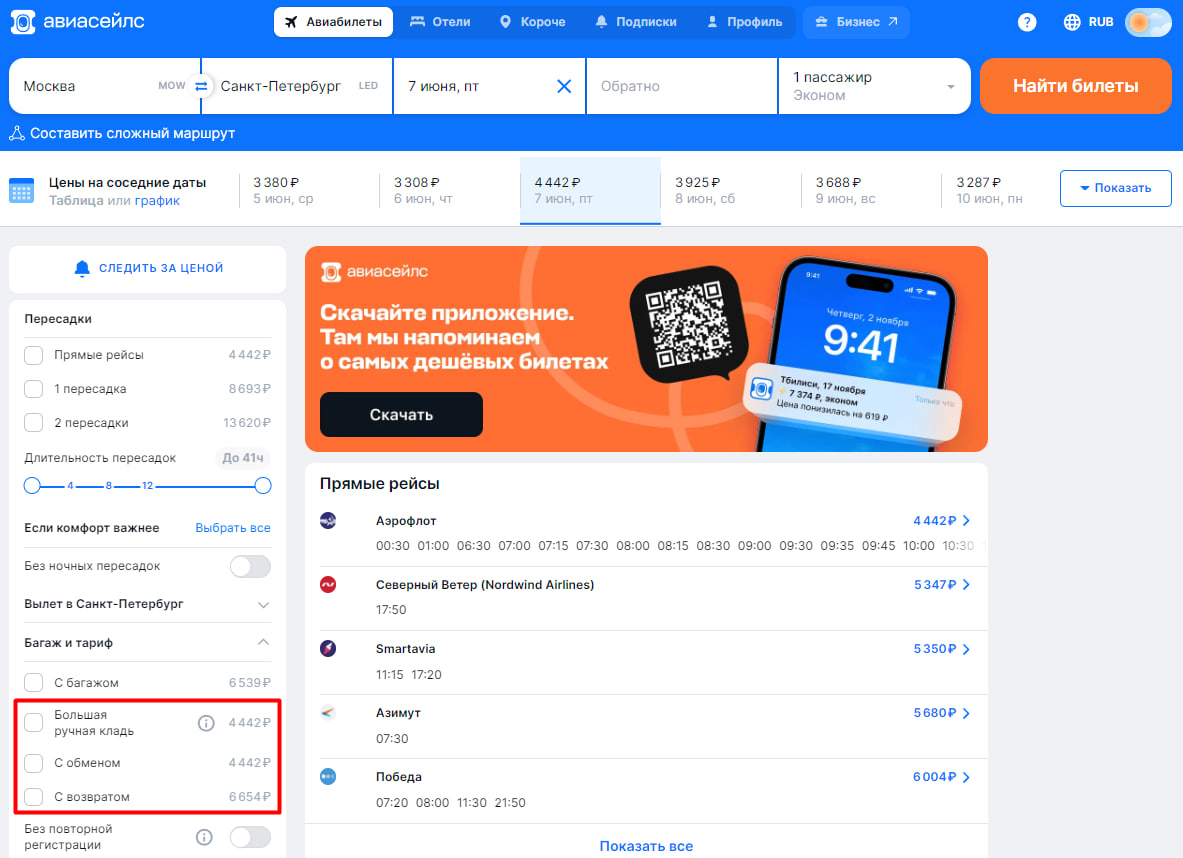 авиасейлс
Авиабилеты Отели Короче Подписки Профиль Бизнес ? RUB
Москва MOW Санкт-Петербург LED 7 июня, пт Обратно 1 пассажир
Эконом
Найти билеты
Составить сложный маршрут
Цены на соседние даты
Таблица или график
3 380 ₽
5 июн, ср
3 308 ₽
6 июн, чт
4 442 ₽
7 июн, пт
3 925 ₽
8 июн, сб
3 688 ₽
9 июн, вс
3 287 ₽
10 июн, пн
Показать
СЛЕДИТЬ ЗА ЦЕНОЙ
Пересадки
Прямые рейсы 4 442 ₽
1 пересадка 8 693 ₽
2 пересадки 13 620 ₽
Длительность пересадок До 41ч
4 8 12
Если комфорт важнее Выбрать все
Без ночных пересадок
Вылет в Санкт-Петербург
Багаж и тариф
С багажом 6 539 ₽
Большая
ручная кладь 4 442 ₽
С обменом 4 442 ₽
С возвратом 6 654 ₽
Без повторной
регистрации
авиасейлс
Скачайте приложение.
Там мы напоминаем
о самых дешёвых билетах
Скачать
9:41
Четверг, 2 ноября
9:41
Тбилиси, 17 ноября
7 374 ₽, эконом
Цена понизилась на 619 ₽
Только что
Прямые рейсы
Аэрофлот 4 442 ₽
00:30 01:00 06:30 07:00 07:15 07:30 08:00 08:15 08:30 09:00 09:30 09:35 09:45 10:00 10:30
Северный Ветер (Nordwind Airlines) 5 347 ₽
17:50
Smartavia 5 350 ₽
11:15 17:20
Азимут 5 680 ₽
07:30
Победа 6 004 ₽
07:20 08:00 11:30 21:50
Показать все